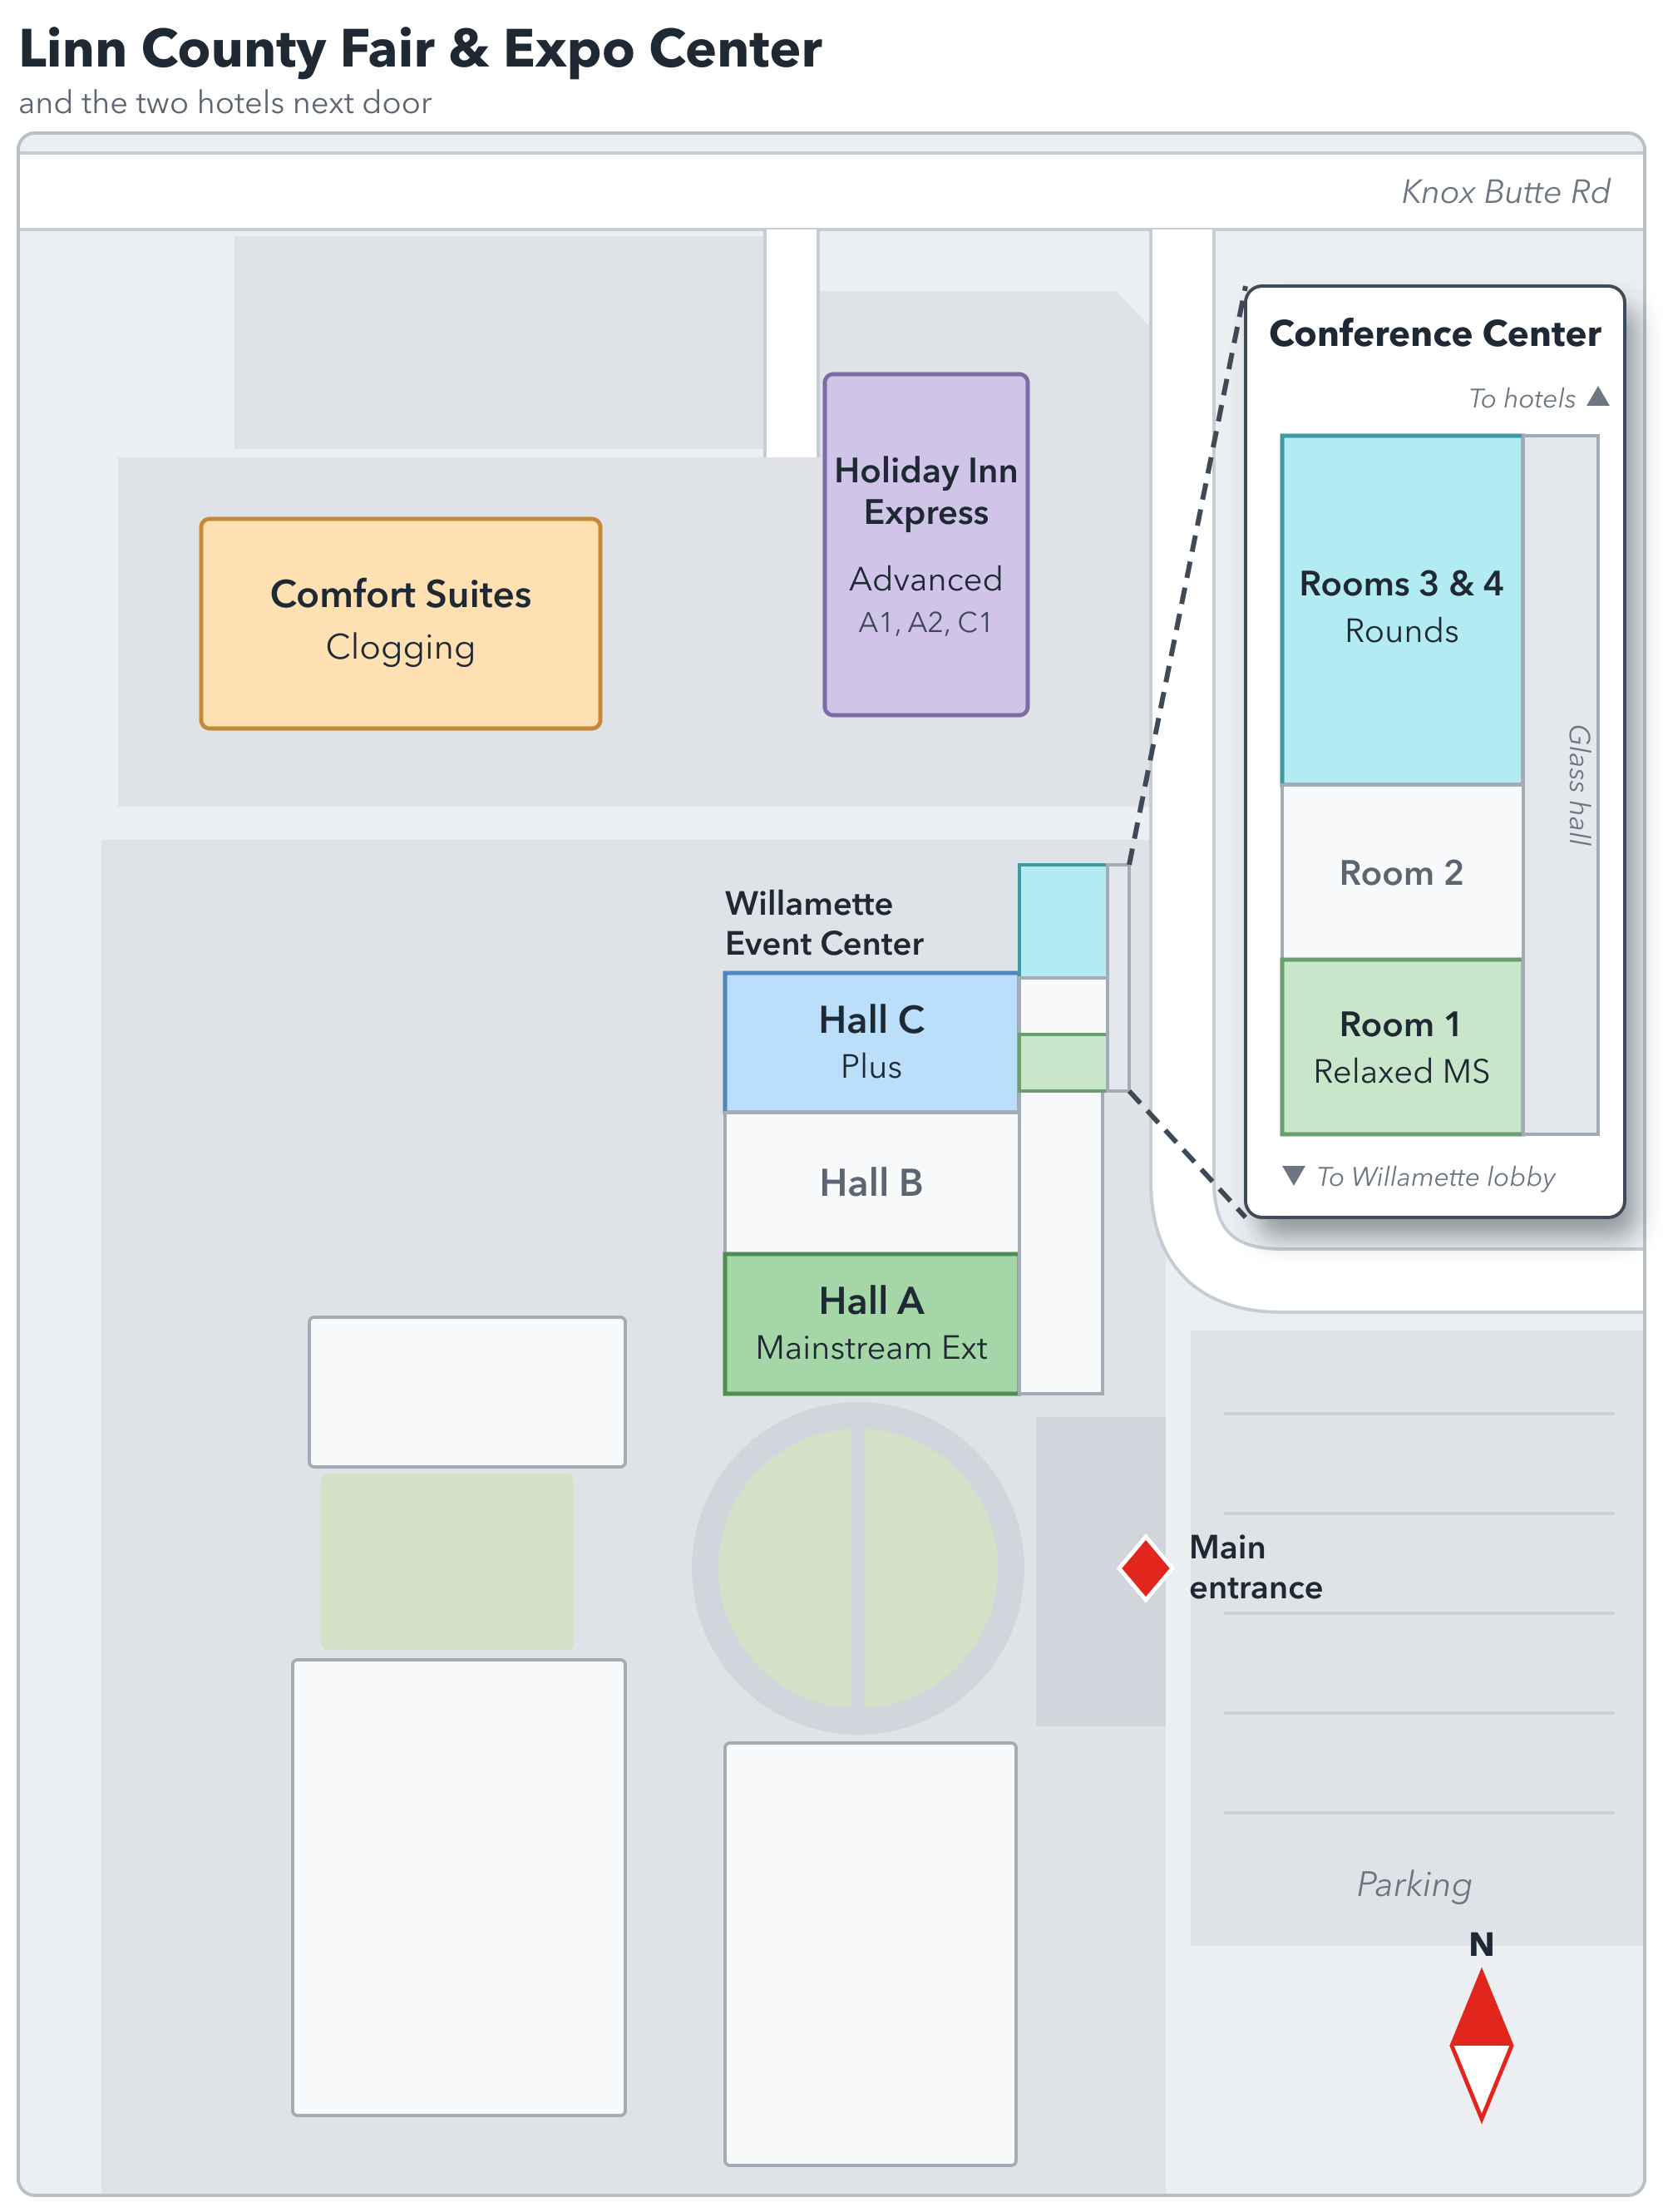 Linn County Fair & Expo Center
and the two hotels next door
Knox Butte Rd
Conference Center
To hotels
Holiday Inn
Express
Advanced
A1, A2, C1
Comfort Suites
Clogging
Rooms 3 & 4
Rounds
Glass hall
Room 2
Room 1
Relaxed MS
To Willamette lobby
Willamette
Event Center
Hall C
Plus
Hall B
Hall A
Mainstream Ext
Main
entrance
Parking
N